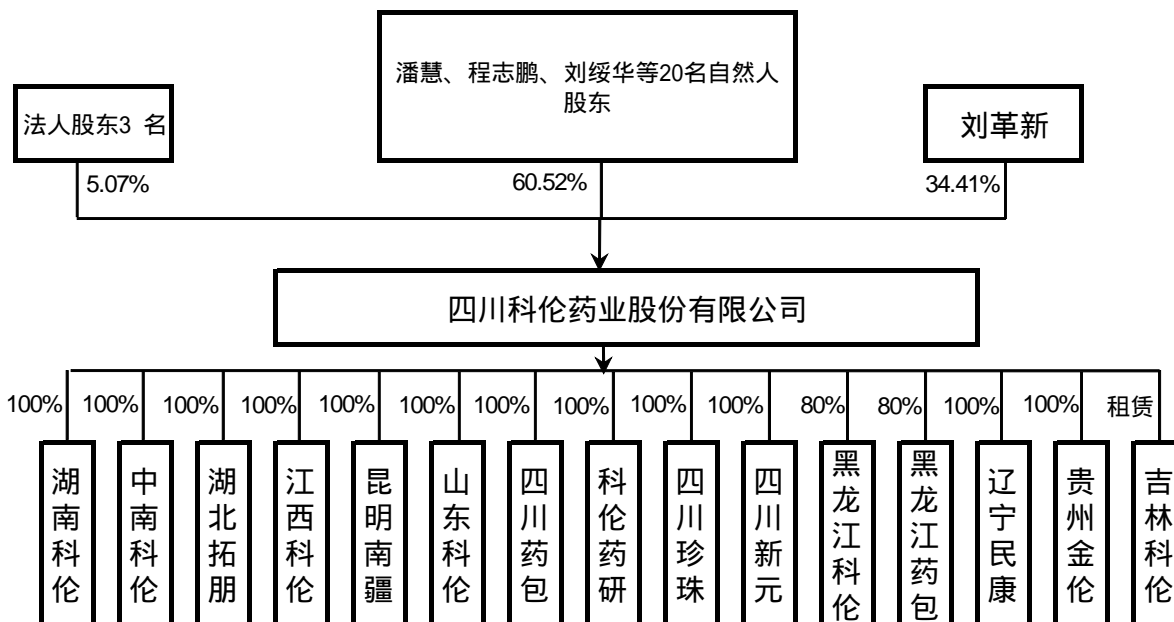 潘慧、程志鹏、刘绥华等20名自然人
股东
法人股东3 名
刘革新
5.07%
60.52%
34.41%
四川科伦药业股份有限公司
100%
100%
100%
100%
100%
100%
100%
100%
100%
100%
80%
80%
100%
100%
租赁
湖南科伦
中南科伦
湖北拓朋
江西科伦
昆明南疆
山东科伦
四川药包
科伦药研
四川珍珠
四川新元
黑龙江科伦
黑龙江药包
辽宁民康
贵州金伦
吉林科伦